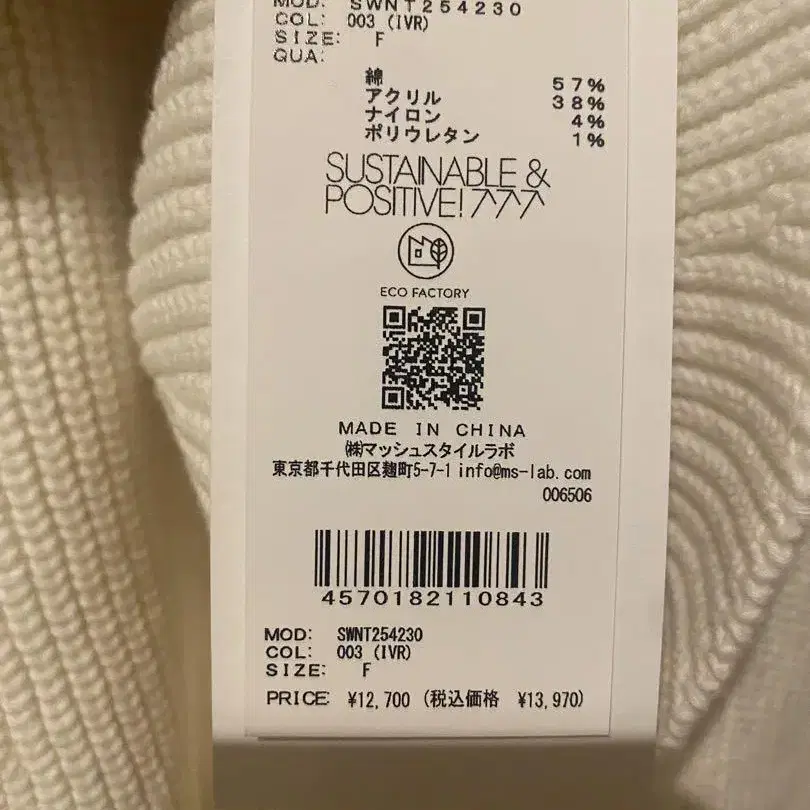 MOD: SWNT254230
COL: 003 (IVR)
SIZE: F
QUA:
綿 57%
アクリル 38%
ナイロン 4%
ポリウレタン 1%
SUSTAINABLE &
POSITIVE!
ECO FACTORY
MADE IN CHINA
㈱マッシュスタイルラボ
東京都千代田区麹町5-7-1 info@ms-lab.com
006506
4570182110843
MOD: SWNT254230
COL: 003 (IVR)
SIZE: F
PRICE: ¥12,700 (税込価格 ¥13,970)